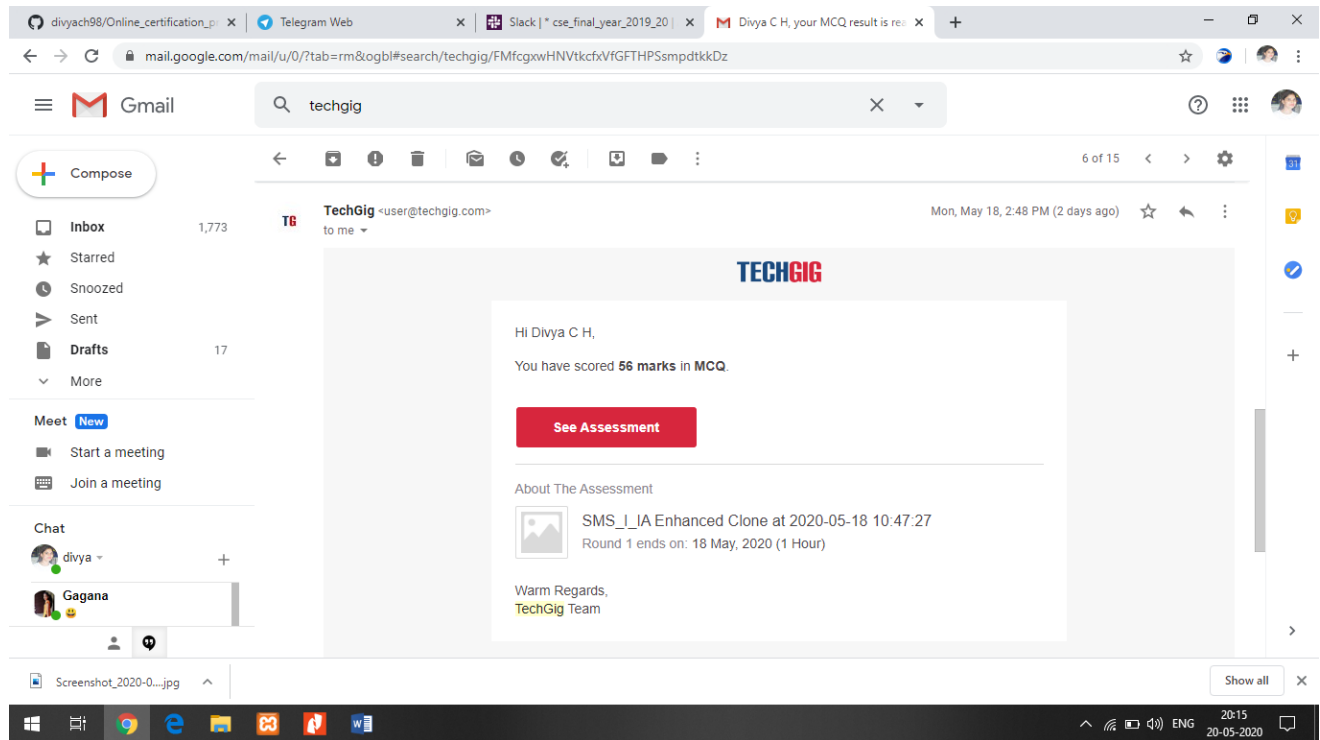 divyach98/Online_certification_pr
Telegram Web
Slack | * cse_final_year_2019_20 |
Divya C H, your MCQ result is rea
mail.google.com/mail/u/0/?tab=rm&ogbl#search/techgig/FMfcgxwHNVtkcfxVfGFTHPSsmpdtkkDz
Gmail
techgig
Compose
6 of 15
31
Inbox 1,773
Starred
Snoozed
Sent
Drafts 17
More
Meet New
Start a meeting
Join a meeting
Chat
divya
Gagana
TG
TechGig <user@techgig.com>
Mon, May 18, 2:48 PM (2 days ago)
to me
TECHGIG
Hi Divya C H,
You have scored 56 marks in MCQ.
See Assessment
About The Assessment
SMS_I_IA Enhanced Clone at 2020-05-18 10:47:27
Round 1 ends on: 18 May, 2020 (1 Hour)
Warm Regards,
TechGig Team
Screenshot_2020-0....jpg
Show all
ENG
20:15
20-05-2020